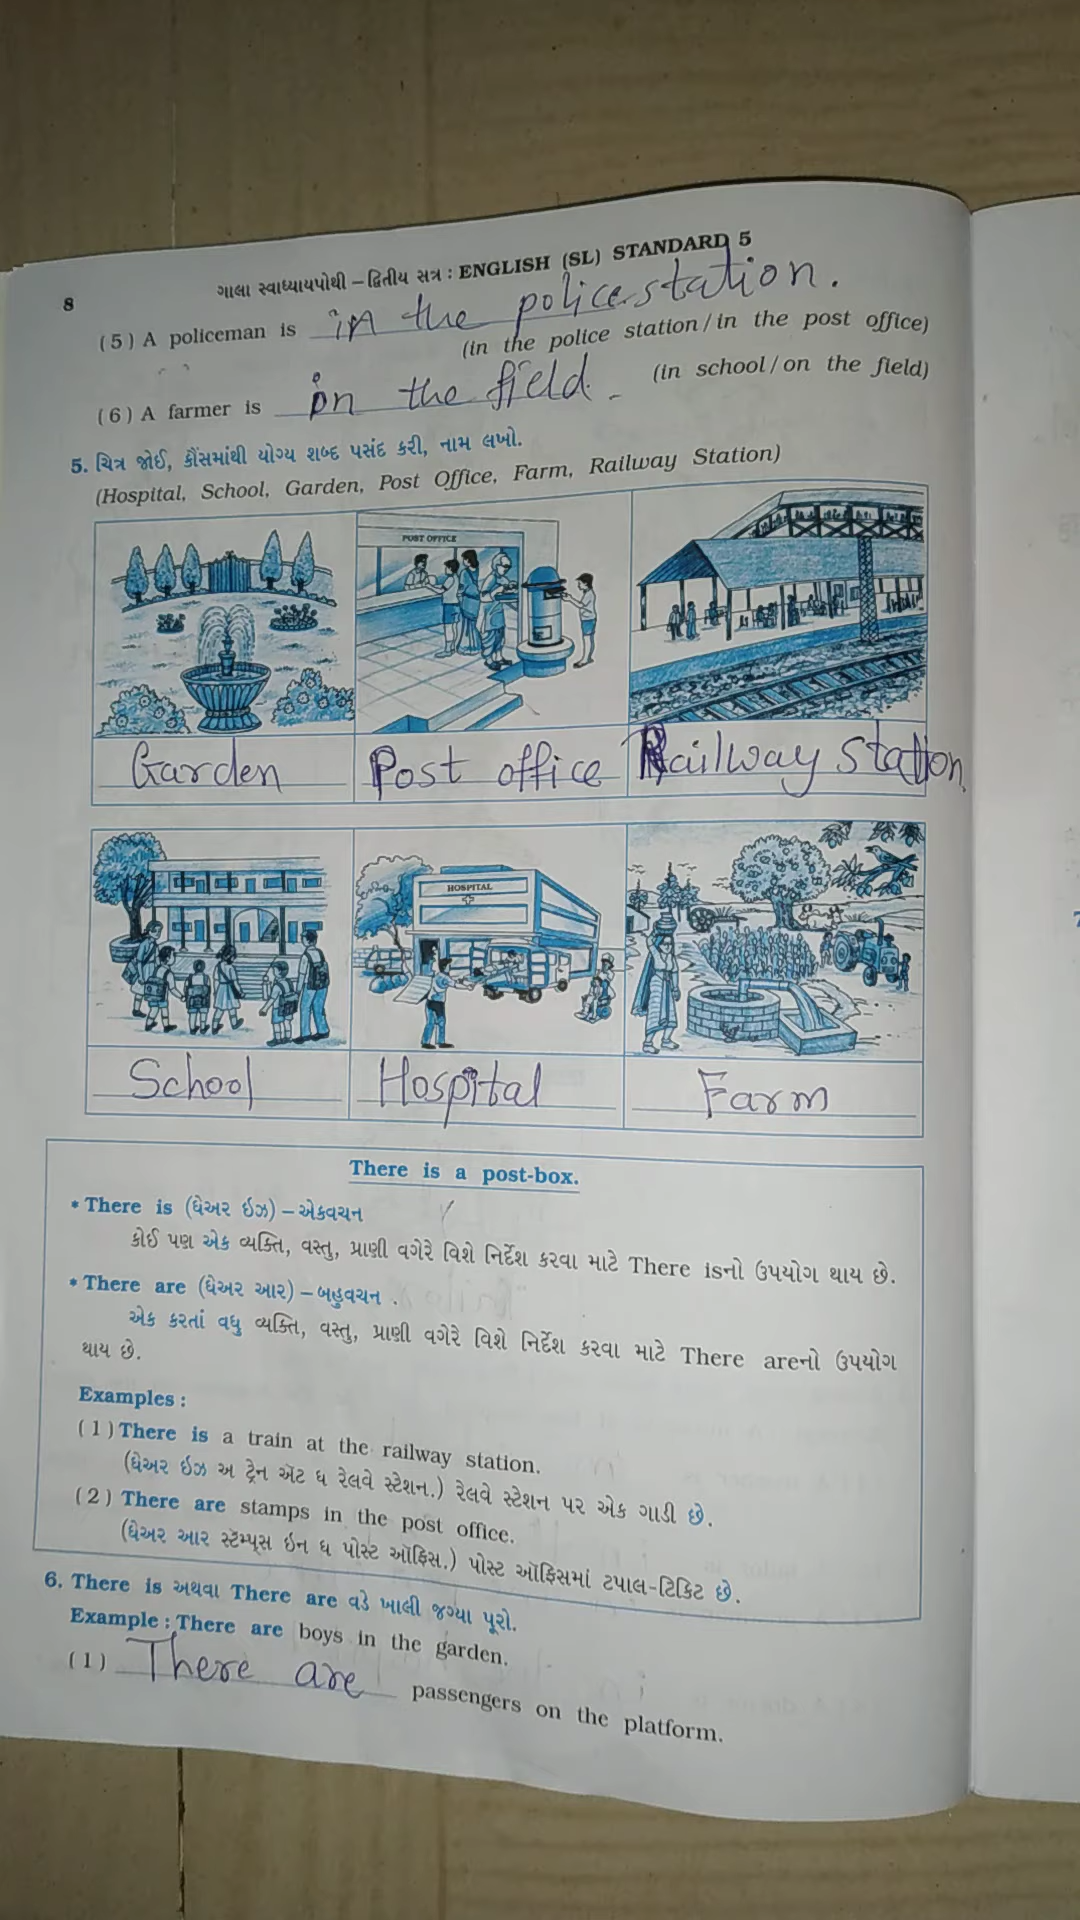 8
ગાલા સ્વાધ્યાયપોથી – દ્વિતીય સત્ર : ENGLISH (SL) STANDARD 5
(5) A policeman is in the police station.
(in the police station/in the post office)
(6) A farmer is on the field. (in school/on the field)
5. ચિત્ર જોઈ, કૌંસમાંથી યોગ્ય શબ્દ પસંદ કરી, નામ લખો.
(Hospital, School, Garden, Post Office, Farm, Railway Station)
POST OFFICE
Garden Post office Railway station
HOSPITAL
School Hospital Farm
There is a post-box.
* There is (ધેઅર ઇઝ) – એકવચન
કોઈ પણ એક વ્યક્તિ, વસ્તુ, પ્રાણી વગેરે વિશે નિર્દેશ કરવા માટે There isનો ઉપયોગ થાય છે.
* There are (ધેઅર આર) – બહુવચન .
એક કરતાં વધુ વ્યક્તિ, વસ્તુ, પ્રાણી વગેરે વિશે નિર્દેશ કરવા માટે There areનો ઉપયોગ
થાય છે.
Examples :
(1) There is a train at the railway station.
(ધેઅર ઇઝ અ ટ્રેન ઍટ ધ રેલવે સ્ટેશન.) રેલવે સ્ટેશન પર એક ગાડી છે.
(2) There are stamps in the post office.
(ધેઅર આર સ્ટૅમ્પ્સ ઇન ધ પોસ્ટ ઑફિસ.) પોસ્ટ ઑફિસમાં ટપાલ-ટિકિટ છે.
6. There is અથવા There are વડે ખાલી જગ્યા પૂરો.
Example : There are boys in the garden.
(1) There are passengers on the platform.